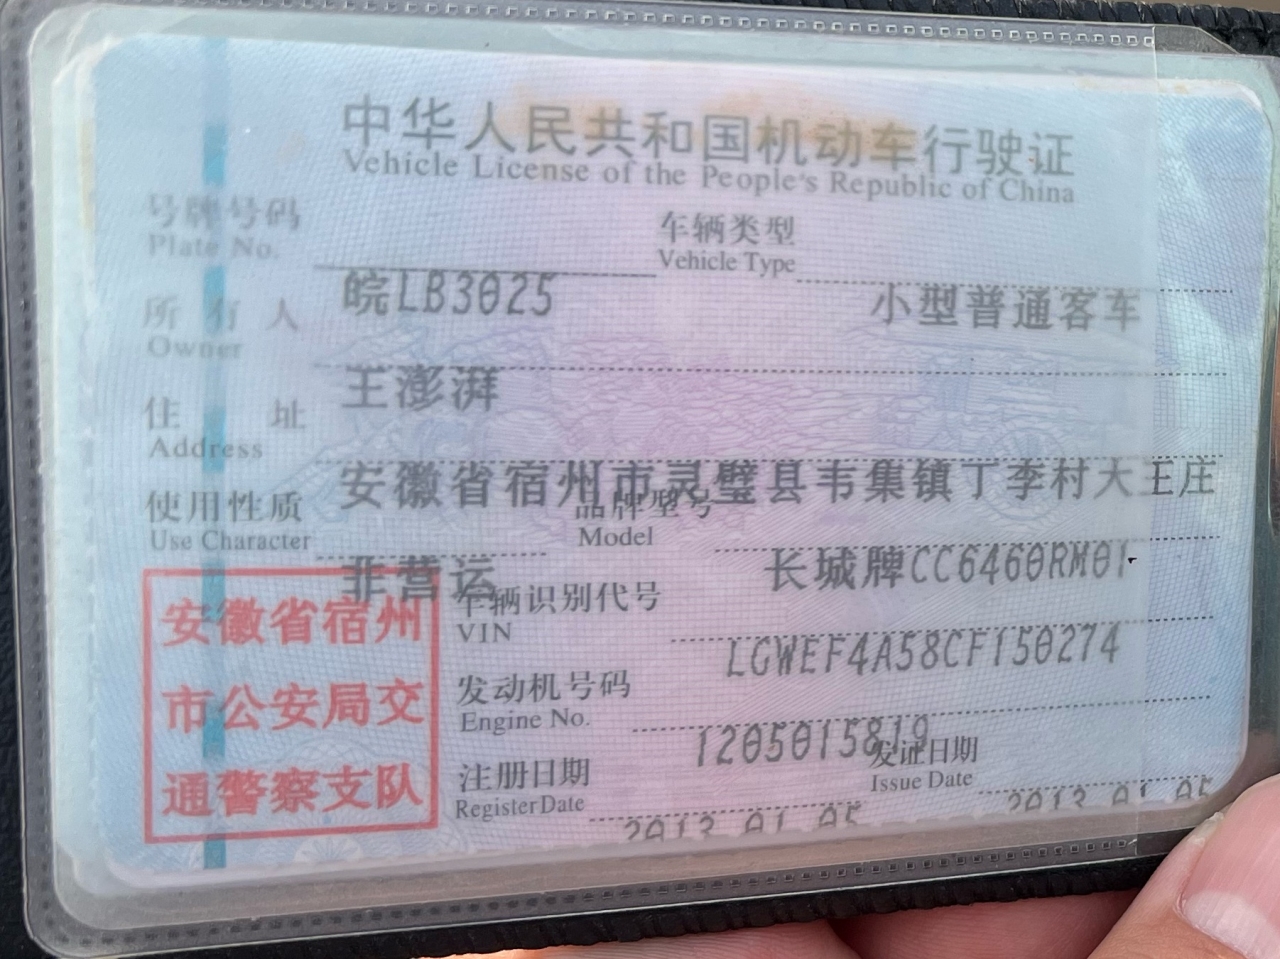 中华人民共和国机动车行驶证
Vehicle License of the People's Republic of China
号牌号码 车辆类型
Plate No. Vehicle Type
皖LB3025 小型普通客车
所有人
Owner
王澎湃
住址
Address
安徽省宿州市灵璧县韦集镇丁李村大王庄
使用性质 品牌型号
Use Character Model
非营运 长城牌CC6460RM01
车辆识别代号
VIN
LGWEF4A58CF150274
发动机号码
Engine No.
1205015819
注册日期 发证日期
RegisterDate Issue Date
2013 01 05 2013 01 05
安徽省宿州
市公安局交
通警察支队